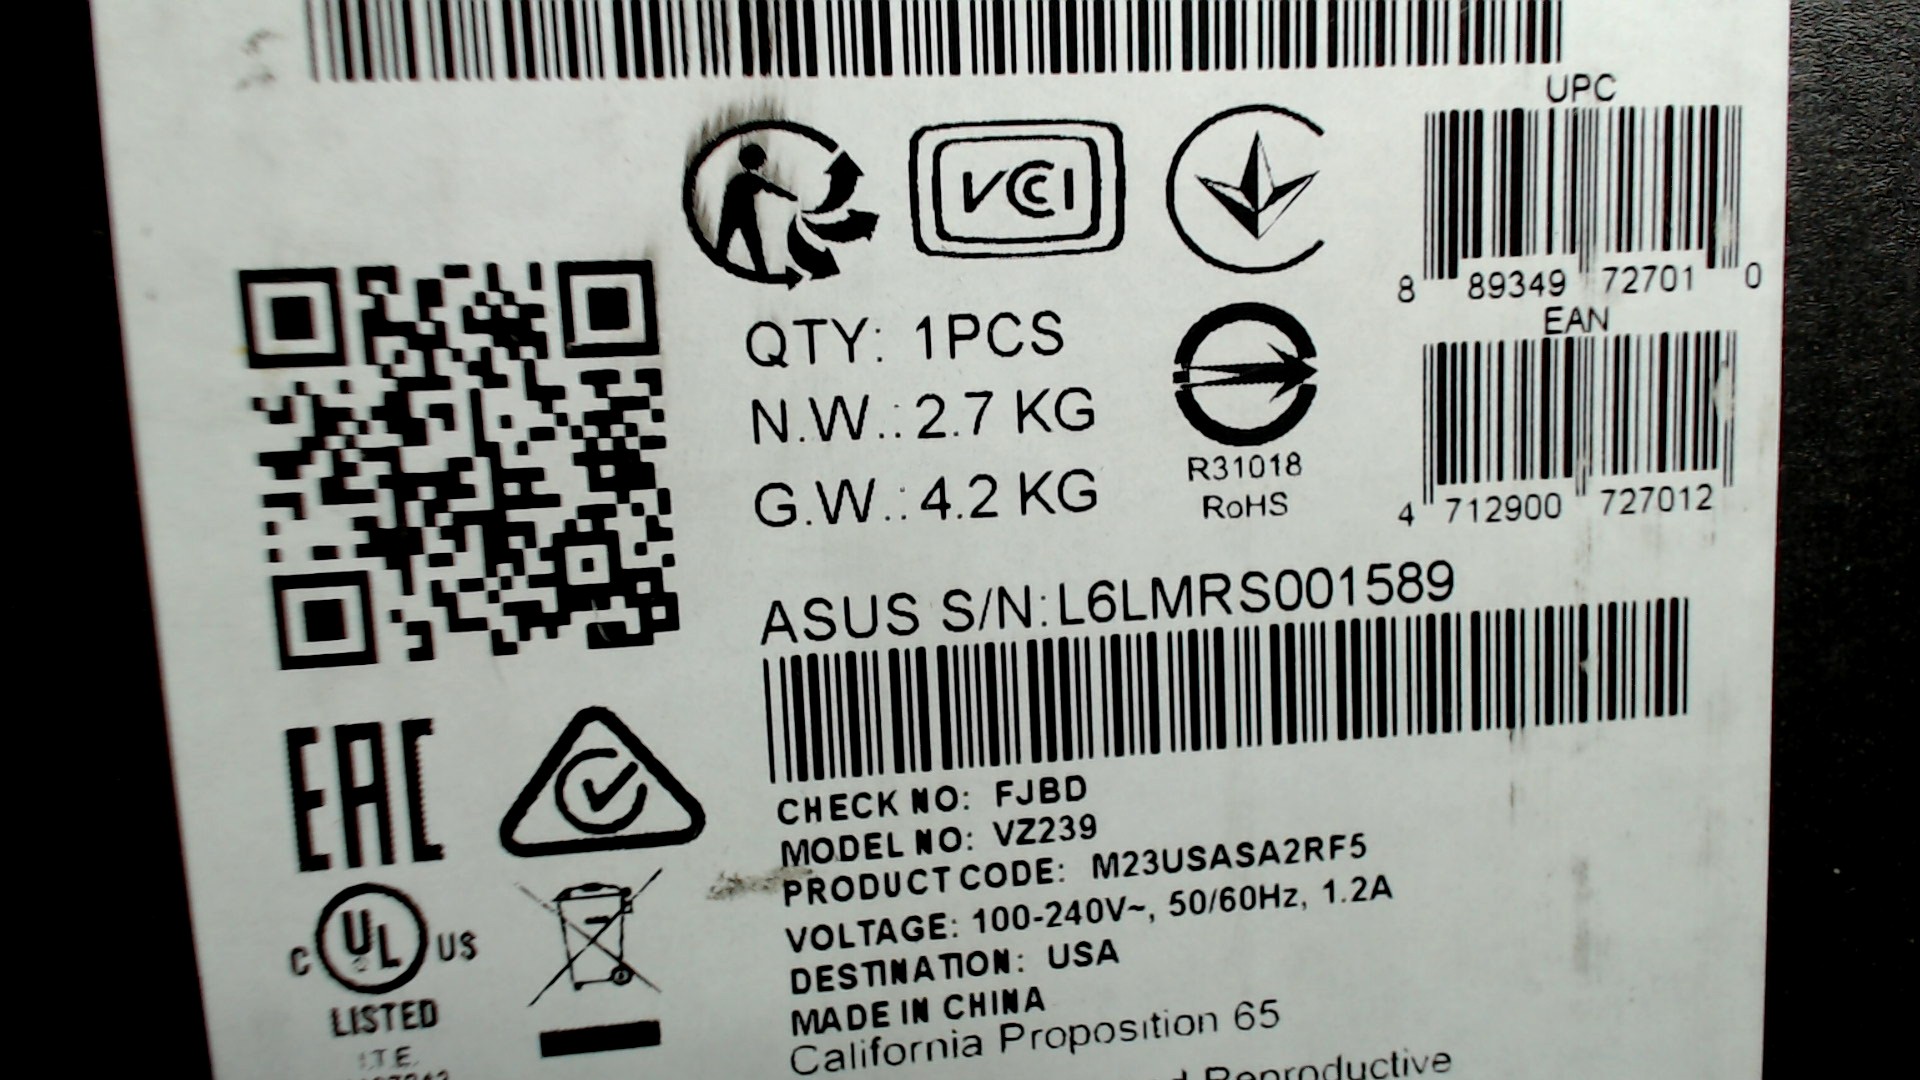 UPC
8 89349 72701 0
EAN
4 712900 727012
VCCI
QTY: 1PCS
N.W.: 2.7 KG
G.W.: 4.2 KG
R31018
RoHS
ASUS S/N:L6LMRS001589
CHECK NO: FJBD
MODEL NO: VZ239
PRODUCT CODE: M23USASA2RF5
VOLTAGE: 100-240V~, 50/60Hz, 1.2A
DESTINATION: USA
MADE IN CHINA
California Proposition 65
Reproductive
EAC
C UL US
LISTED
I.T.E.